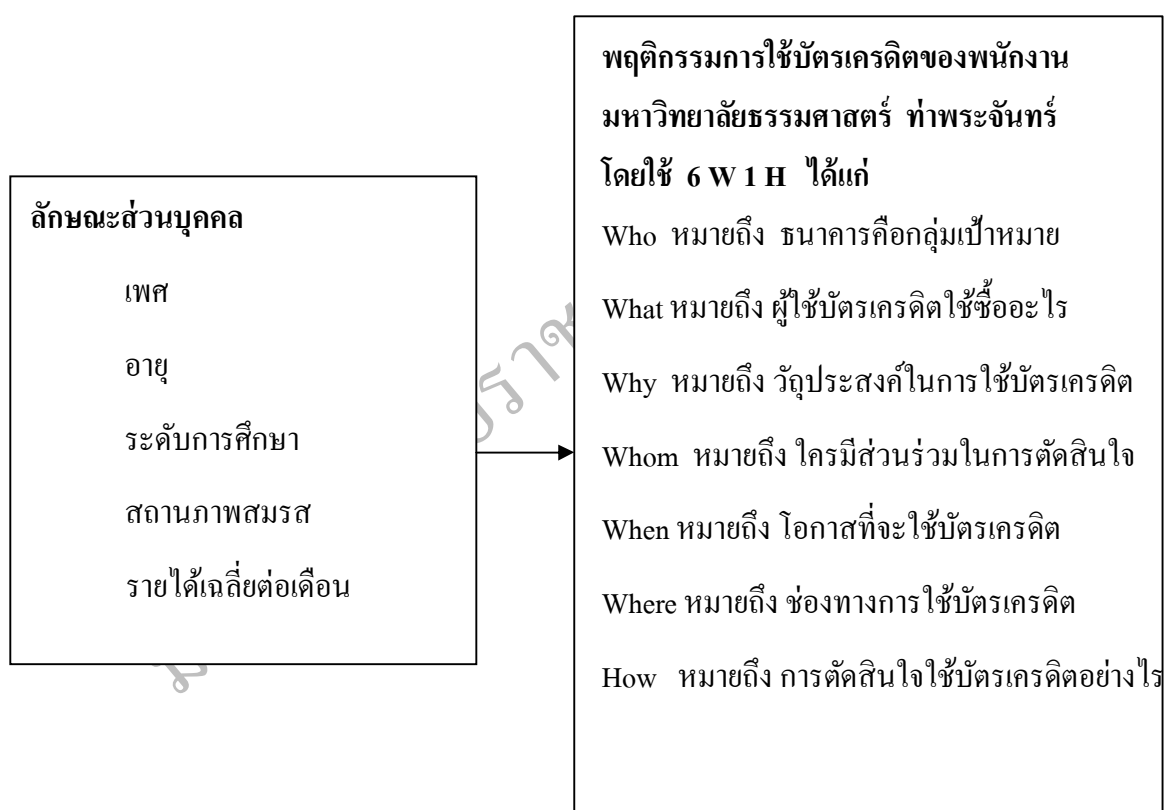 ลักษณะส่วนบุคคล
เพศ
อายุ
ระดับการศึกษา
สถานภาพสมรส
รายได้เฉลี่ยต่อเดือน
พฤติกรรมการใช้บัตรเครดิตของพนักงาน
มหาวิทยาลัยธรรมศาสตร์ ท่าพระจันทร์
โดยใช้ 6 W 1 H ได้แก่
Who หมายถึง ธนาคารคือกลุ่มเป้าหมาย
What หมายถึง ผู้ใช้บัตรเครดิตใช้ซื้ออะไร
Why หมายถึง วัถุประสงค์ในการใช้บัตรเครดิต
Whom หมายถึง ใครมีส่วนร่วมในการตัดสินใจ
When หมายถึง โอกาสที่จะใช้บัตรเครดิต
Where หมายถึง ช่องทางการใช้บัตรเครดิต
How หมายถึง การตัดสินใจใช้บัตรเครดิตอย่างไร